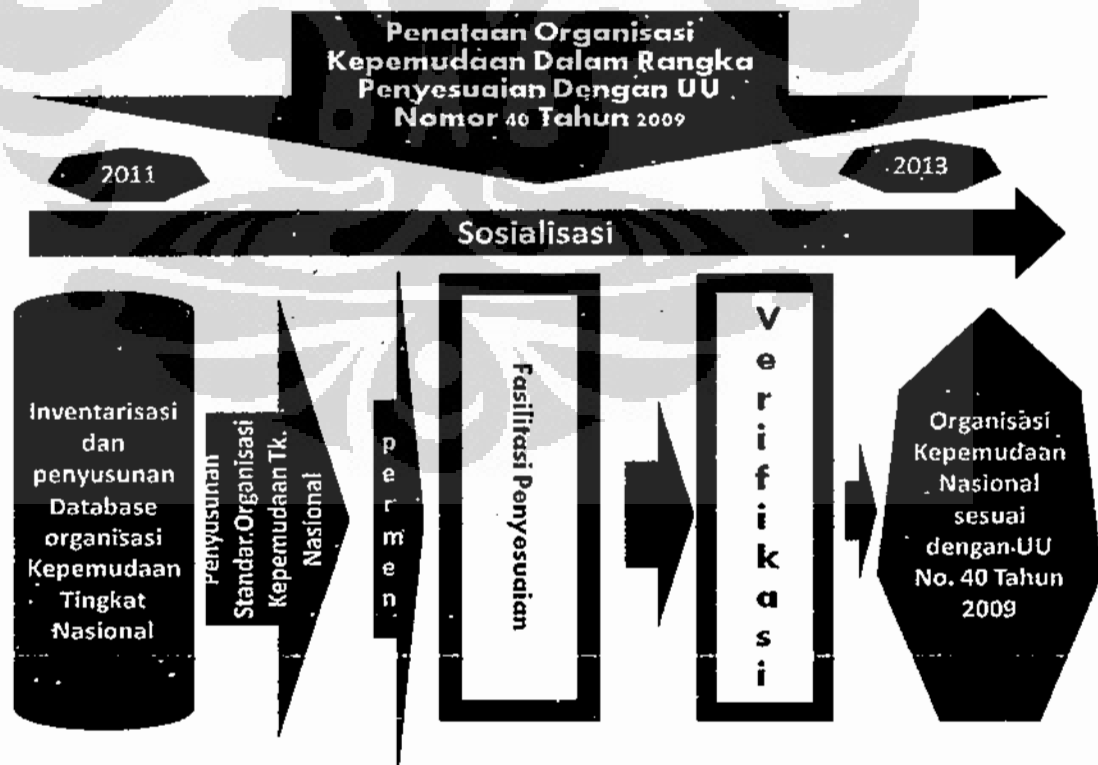 Penataan Organisasi
Kepemudaan Dalam Rangka
Penyesuaian Dengan UU
Nomor 40 Tahun 2009
2011
2013
Sosialisasi
Inventarisasi
dan
penyusunan
Database
organisasi
Kepemudaan
Tingkat
Nasional
Penyusunan
Standar Organisasi
Kepemudaan Tk.
Nasional
permen
Fasilitasi Penyesuaian
Verifikasi
Organisasi
Kepemudaan
Nasional
sesuai
dengan UU
No. 40 Tahun
2009